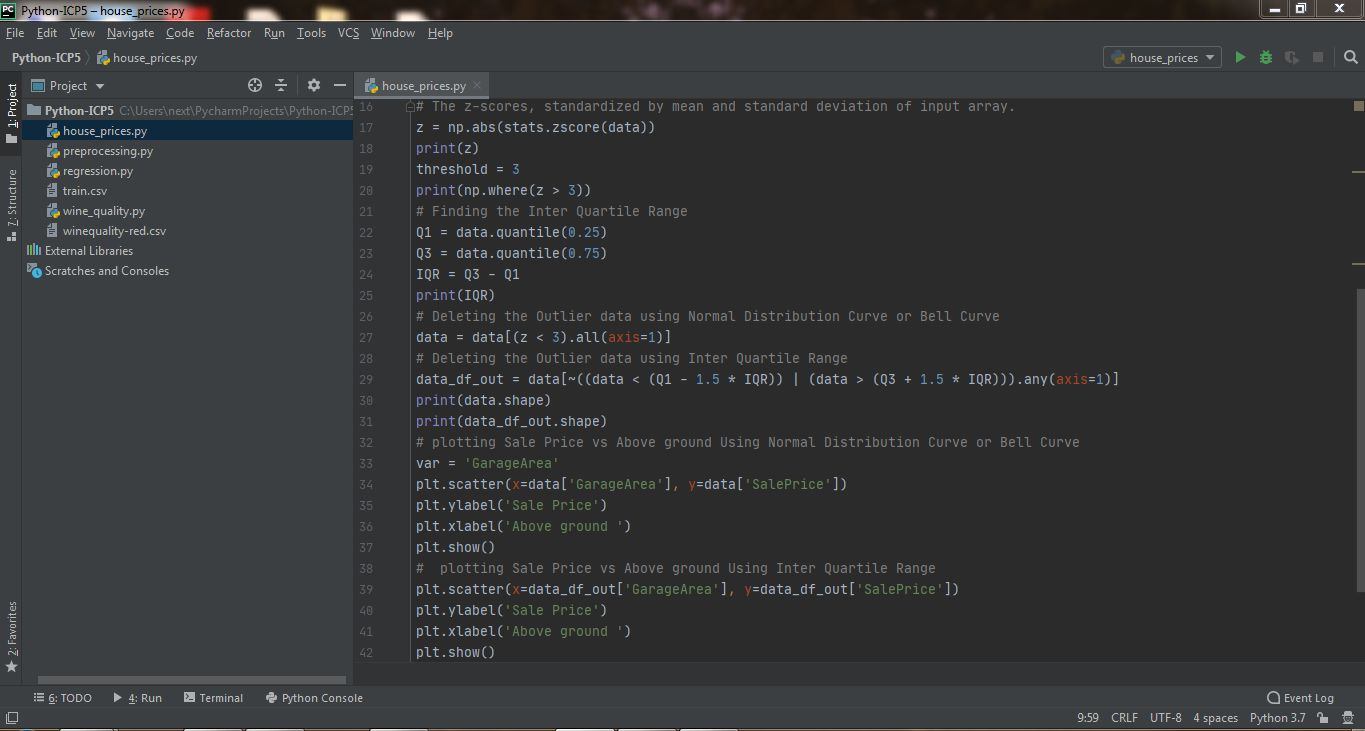 PC Python-ICP5 – house_prices.py
File Edit View Navigate Code Refactor Run Tools VCS Window Help
Python-ICP5 house_prices.py house_prices
1: Project
Project
house_prices.py
Python-ICP5 C:\Users\next\PycharmProjects\Python-ICP5
house_prices.py
preprocessing.py
regression.py
train.csv
wine_quality.py
winequality-red.csv
External Libraries
Scratches and Consoles
7: Structure
2: Favorites
16 # The z-scores, standardized by mean and standard deviation of input array.
17 z = np.abs(stats.zscore(data))
18 print(z)
19 threshold = 3
20 print(np.where(z > 3))
21 # Finding the Inter Quartile Range
22 Q1 = data.quantile(0.25)
23 Q3 = data.quantile(0.75)
24 IQR = Q3 - Q1
25 print(IQR)
26 # Deleting the Outlier data using Normal Distribution Curve or Bell Curve
27 data = data[(z < 3).all(axis=1)]
28 # Deleting the Outlier data using Inter Quartile Range
29 data_df_out = data[~((data < (Q1 - 1.5 * IQR)) | (data > (Q3 + 1.5 * IQR))).any(axis=1)]
30 print(data.shape)
31 print(data_df_out.shape)
32 # plotting Sale Price vs Above ground Using Normal Distribution Curve or Bell Curve
33 var = 'GarageArea'
34 plt.scatter(x=data['GarageArea'], y=data['SalePrice'])
35 plt.ylabel('Sale Price')
36 plt.xlabel('Above ground ')
37 plt.show()
38 #  plotting Sale Price vs Above ground Using Inter Quartile Range
39 plt.scatter(x=data_df_out['GarageArea'], y=data_df_out['SalePrice'])
40 plt.ylabel('Sale Price')
41 plt.xlabel('Above ground ')
42 plt.show()
6: TODO 4: Run Terminal Python Console Event Log
9:59 CRLF UTF-8 4 spaces Python 3.7